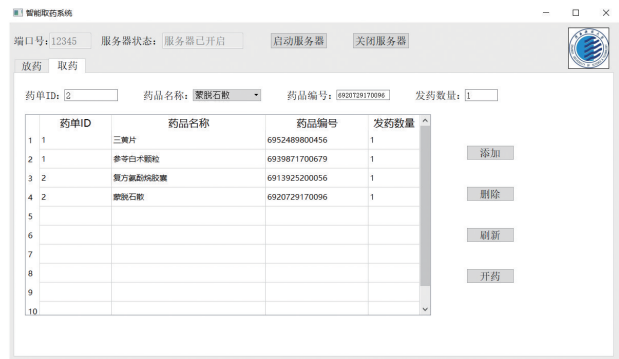 智能取药系统
端口号: 12345 服务器状态: 服务器已开启 启动服务器 关闭服务器
放药 取药
药单ID: 2 药品名称: 蒙脱石散 药品编号: 6920729170096 发药数量: 1
药单ID 药品名称 药品编号 发药数量
1 1 三黄片 6952489800456 1
2 1 参苓白术颗粒 6939871700679 1
3 2 复方氨酚烷胶囊 6913925200056 1
4 2 蒙脱石散 6920729170096 1
5
6
7
8
9
10
添加
删除
刷新
开药